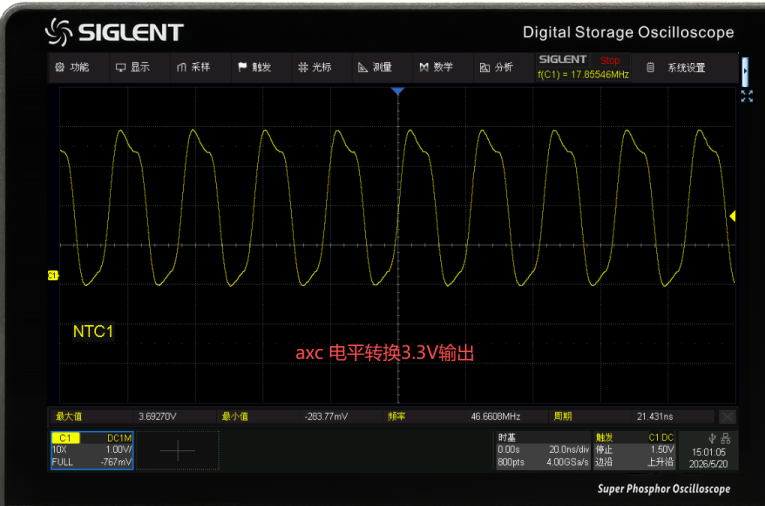 SIGLENT
Digital Storage Oscilloscope
功能 显示 采样 触发 光标 测量 数学 分析 SIGLENT Stop 系统设置
f(C1) = 17.85546MHz
C1
NTC1
axc 电平转换3.3V输出
最大值 3.69270V 最小值 -283.77mV 频率 46.6608MHz 周期 21.431ns
C1 DC1M 时基 触发 C1 DC
10X 1.00V/ 0.00s 20.0ns/div 停止 1.50V 15:01:05
FULL -767mV 800pts 4.00GSa/s 边沿 上升沿 2026/5/20
Super Phosphor Oscilloscope